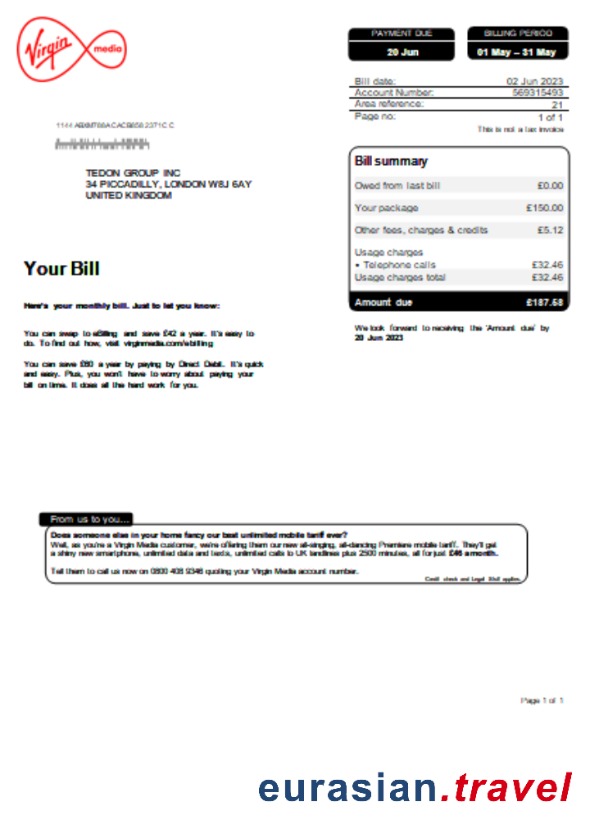 Virgin media
PAYMENT DUE
20 Jun
BILLING PERIOD
01 May – 31 May
Bill date: 02 Jun 2023
Account Number: 569315493
Area reference: 21
Page no: 1 of 1
This is not a tax invoice
TEDON GROUP INC
34 PICCADILLY, LONDON W8J 6AY
UNITED KINGDOM
Bill summary
Owed from last bill £0.00
Your package £150.00
Other fees, charges & credits £5.12
Usage charges
• Telephone calls £32.46
Usage charges total £32.46
Amount due £187.58
We look forward to receiving the 'Amount due' by
20 Jun 2023
Your Bill
Here's your monthly bill. Just to let you know:
You can swap to eBilling and save £42 a year. It's easy to
do. To find out how, visit virginmedia.com/ebilling
You can save £60 a year by paying by Direct Debit. It's quick
and easy. Plus, you won't have to worry about paying your
bill on time. It does all the hard work for you.
From us to you...
Does someone else in your home fancy our best unlimited mobile tariff ever?
Well, as you're a Virgin Media customer, we're offering them our new all-singing, all-dancing Premiere mobile tariff. They'll get
a shiny new smartphone, unlimited data and texts, unlimited calls to UK landlines plus 2500 minutes, all for just £46 a month.
Tell them to call us now on 0800 408 9346 quoting your Virgin Media account number.
Credit check and Legal Stuff applies.
Page 1 of 1
eurasian.travel